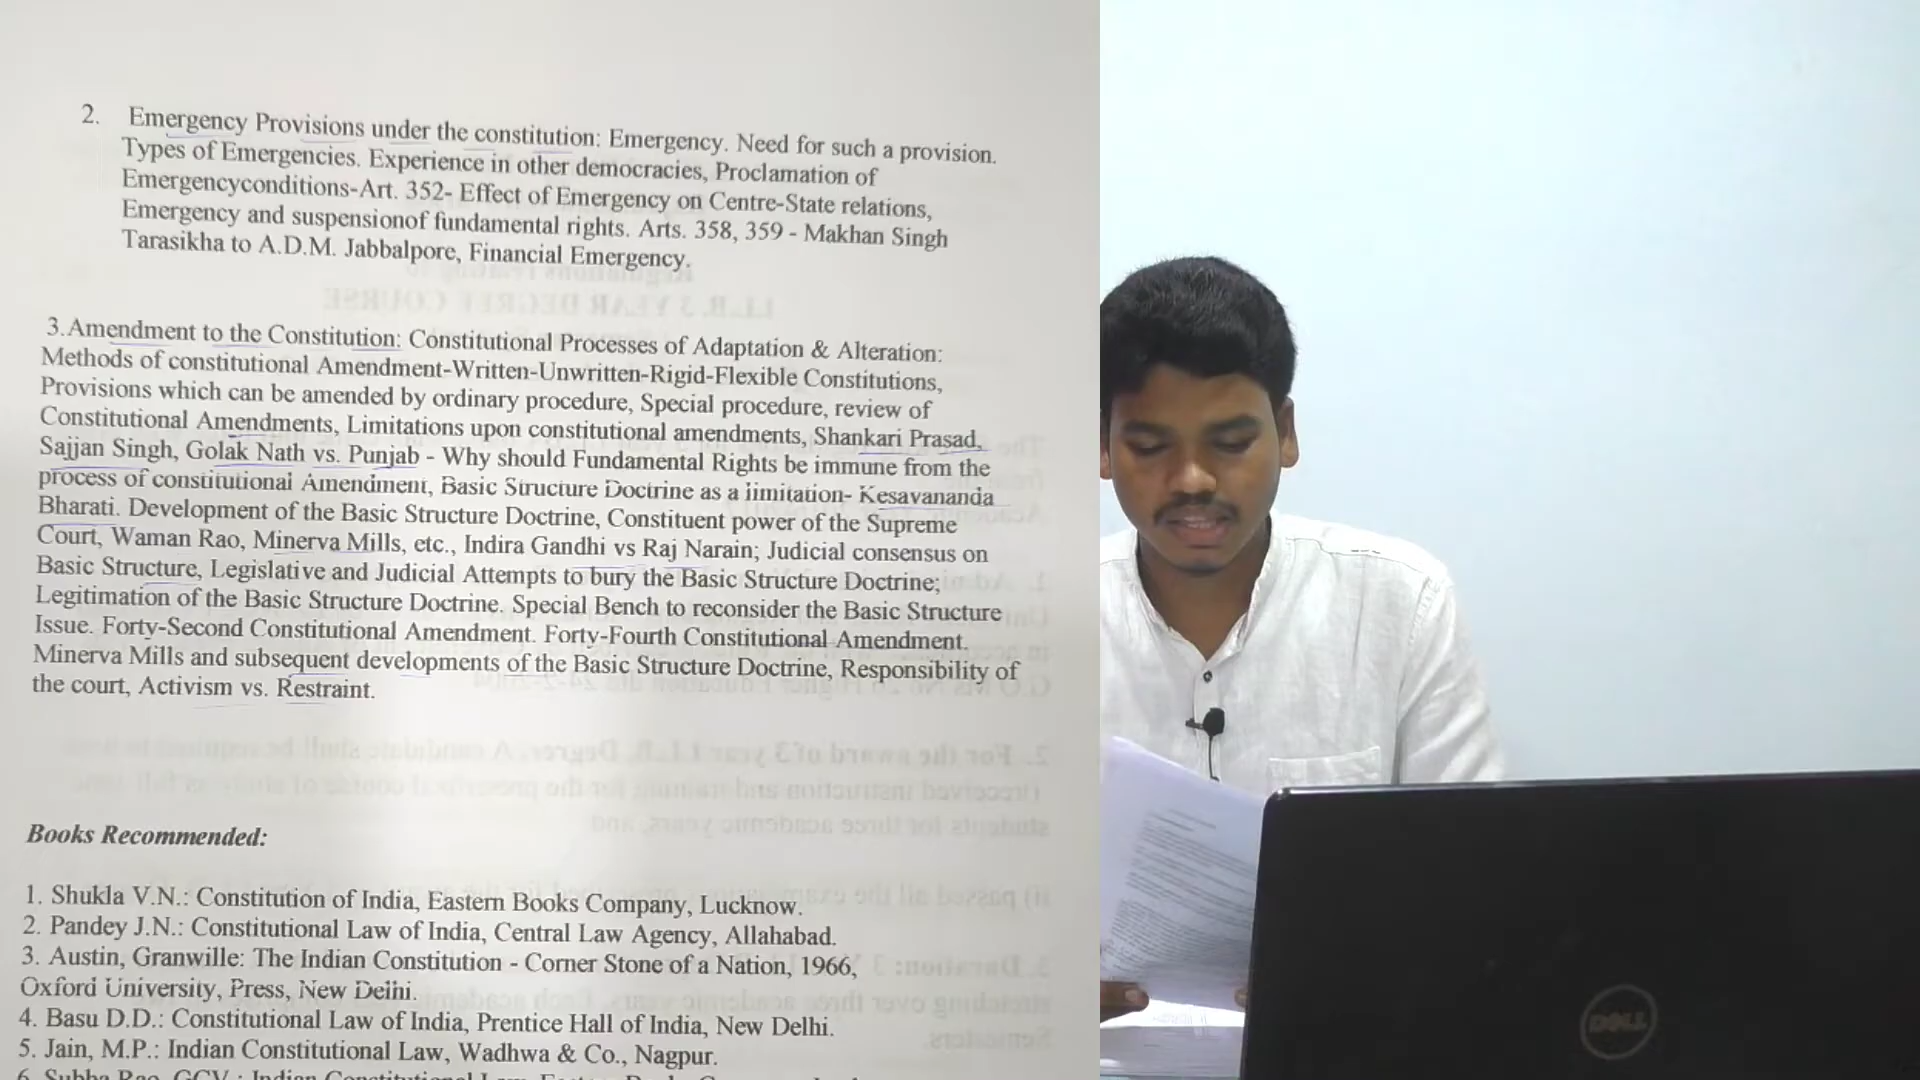 2. Emergency Provisions under the constitution: Emergency. Need for such a provision.
Types of Emergencies. Experience in other democracies, Proclamation of
Emergencyconditions-Art. 352- Effect of Emergency on Centre-State relations,
Emergency and suspensionof fundamental rights. Arts. 358, 359 - Makhan Singh
Tarasikha to A.D.M. Jabbalpore, Financial Emergency.
3.Amendment to the Constitution: Constitutional Processes of Adaptation & Alteration:
Methods of constitutional Amendment-Written-Unwritten-Rigid-Flexible Constitutions,
Provisions which can be amended by ordinary procedure, Special procedure, review of
Constitutional Amendments, Limitations upon constitutional amendments, Shankari Prasad,
Sajjan Singh, Golak Nath vs. Punjab - Why should Fundamental Rights be immune from the
process of constitutional Amendment, Basic Structure Doctrine as a limitation- Kesavananda
Bharati. Development of the Basic Structure Doctrine, Constituent power of the Supreme
Court, Waman Rao, Minerva Mills, etc., Indira Gandhi vs Raj Narain; Judicial consensus on
Basic Structure, Legislative and Judicial Attempts to bury the Basic Structure Doctrine;
Legitimation of the Basic Structure Doctrine. Special Bench to reconsider the Basic Structure
Issue. Forty-Second Constitutional Amendment. Forty-Fourth Constitutional Amendment.
Minerva Mills and subsequent developments of the Basic Structure Doctrine, Responsibility of
the court, Activism vs. Restraint.
Books Recommended:
1. Shukla V.N.: Constitution of India, Eastern Books Company, Lucknow.
2. Pandey J.N.: Constitutional Law of India, Central Law Agency, Allahabad.
3. Austin, Granwille: The Indian Constitution - Corner Stone of a Nation, 1966,
Oxford University, Press, New Delhi.
4. Basu D.D.: Constitutional Law of India, Prentice Hall of India, New Delhi.
5. Jain, M.P.: Indian Constitutional Law, Wadhwa & Co., Nagpur.
6. Subba Rao, GCV.: Indian Constitutional
DELL